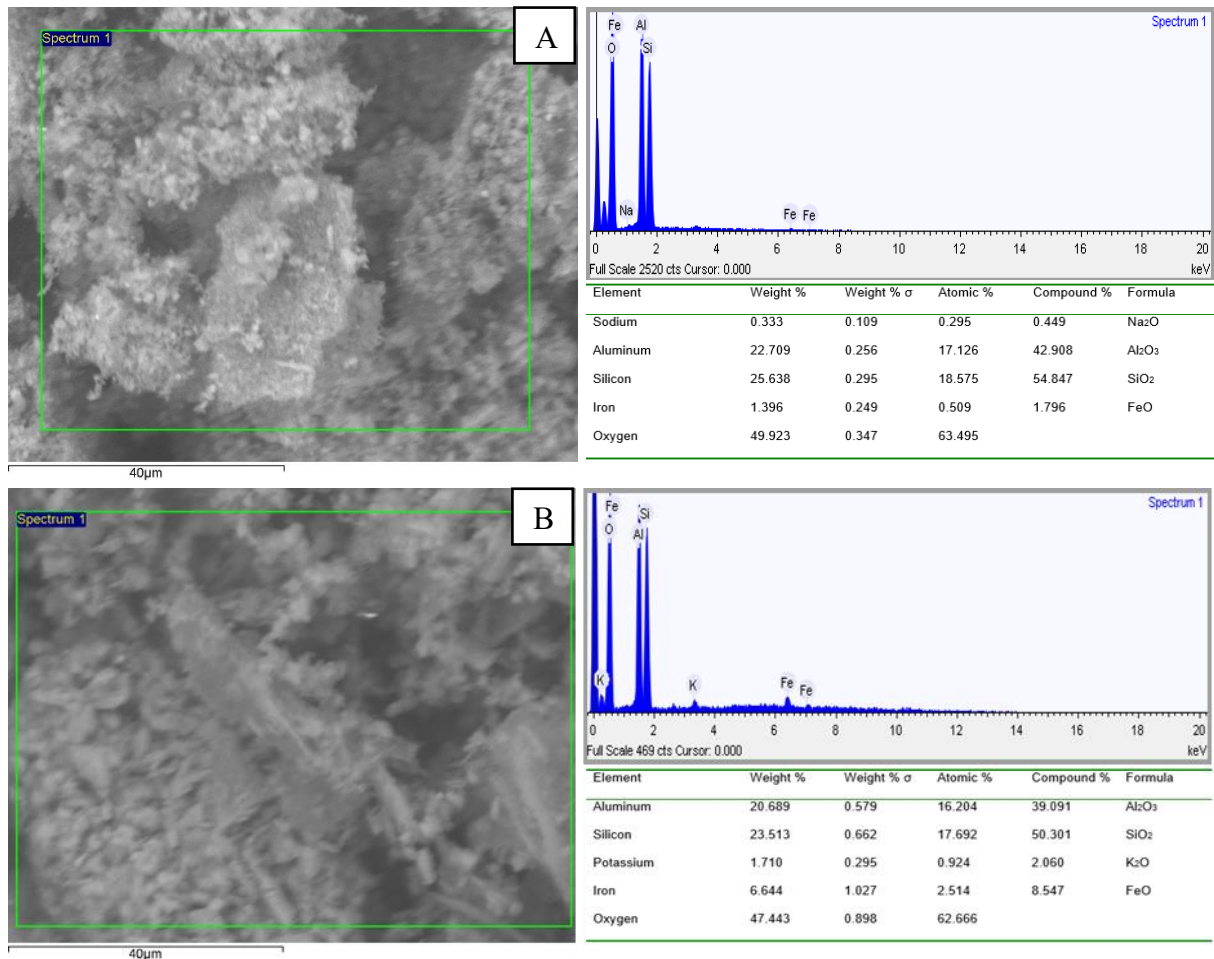 Spectrum 1
A
40µm
Spectrum 1
Fe Al
O Si
Na Fe Fe
0 2 4 6 8 10 12 14 16 18 20
Full Scale 2520 cts Cursor: 0.000 keV
Element Weight % Weight % σ Atomic % Compound % Formula
Sodium 0.333 0.109 0.295 0.449 Na₂O
Aluminum 22.709 0.256 17.126 42.908 Al₂O₃
Silicon 25.638 0.295 18.575 54.847 SiO₂
Iron 1.396 0.249 0.509 1.796 FeO
Oxygen 49.923 0.347 63.495
Spectrum 1
B
40µm
Spectrum 1
Fe Si
O Al
K K Fe Fe
0 2 4 6 8 10 12 14 16 18 20
Full Scale 469 cts Cursor: 0.000 keV
Element Weight % Weight % σ Atomic % Compound % Formula
Aluminum 20.689 0.579 16.204 39.091 Al₂O₃
Silicon 23.513 0.662 17.692 50.301 SiO₂
Potassium 1.710 0.295 0.924 2.060 K₂O
Iron 6.644 1.027 2.514 8.547 FeO
Oxygen 47.443 0.898 62.666